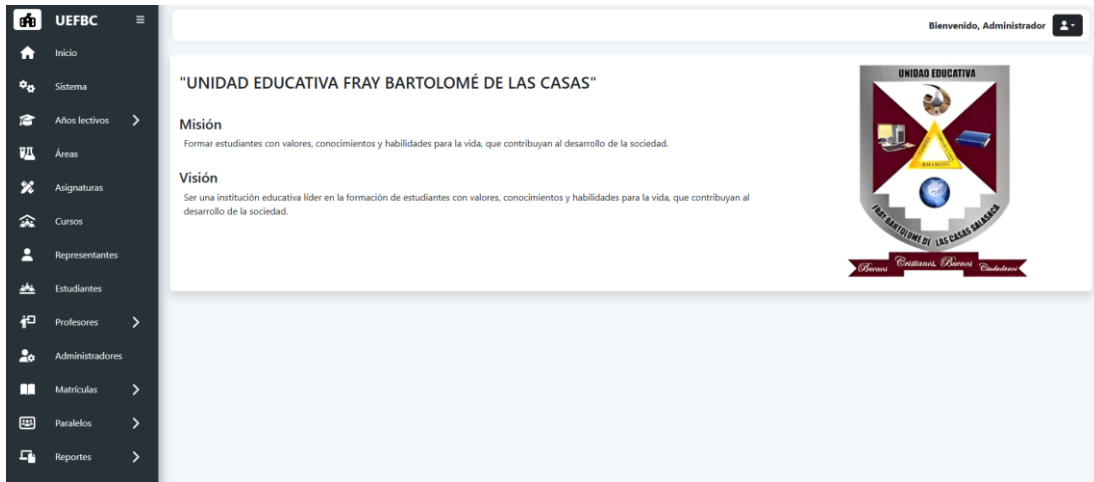 UEFBC
Bienvenido, Administrador
Inicio
Sistema
Años lectivos
Áreas
Asignaturas
Cursos
Representantes
Estudiantes
Profesores
Administradores
Matrículas
Paralelos
Reportes
"UNIDAD EDUCATIVA FRAY BARTOLOMÉ DE LAS CASAS"
Misión
Formar estudiantes con valores, conocimientos y habilidades para la vida, que contribuyan al desarrollo de la sociedad.
Visión
Ser una institución educativa líder en la formación de estudiantes con valores, conocimientos y habilidades para la vida, que contribuyan al
desarrollo de la sociedad.
UNIDAD EDUCATIVA
FRAY BARTOLOME DE LAS CASAS SALASACA
Buenos Cristianos, Buenos Ciudadanos